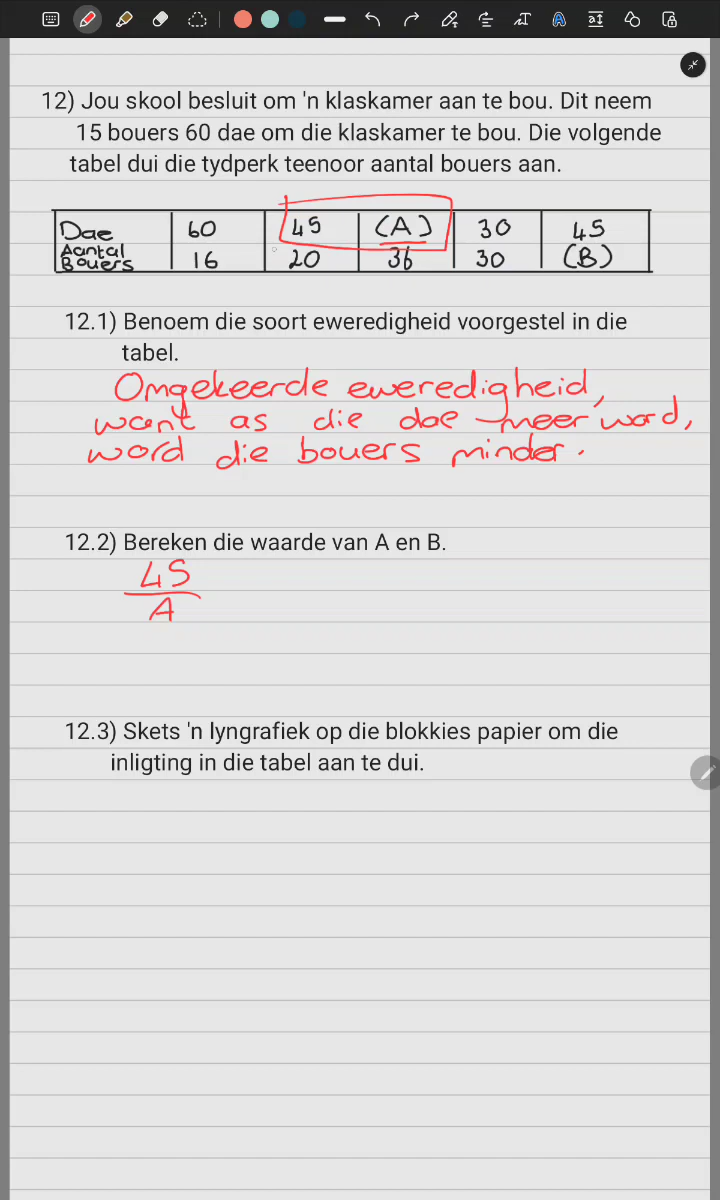 12) Jou skool besluit om 'n klaskamer aan te bou. Dit neem
15 bouers 60 dae om die klaskamer te bou. Die volgende
tabel dui die tydperk teenoor aantal bouers aan.
Dae 60 45 (A) 30 45
Aantal Bouers 16 20 36 30 (B)
12.1) Benoem die soort eweredigheid voorgestel in die
tabel.
Omgekeerde eweredigheid,
want as die dae meer word,
word die bouers minder.
12.2) Bereken die waarde van A en B.
45
A
12.3) Skets 'n lyngrafiek op die blokkies papier om die
inligting in die tabel aan te dui.